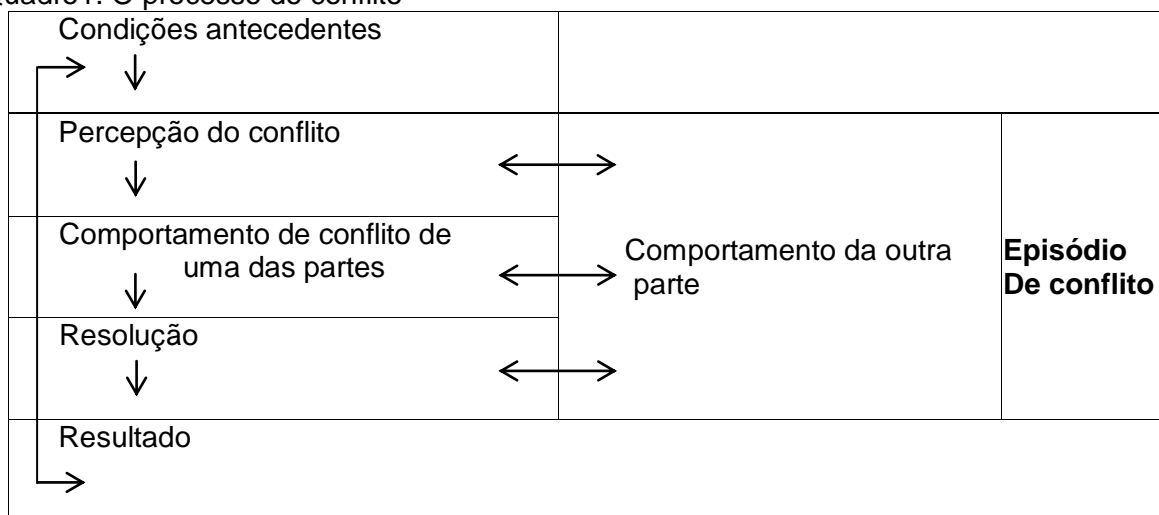 Condições antecedentes
Percepção do conflito
Comportamento de conflito de
uma das partes
Comportamento da outra
parte
Episódio
De conflito
Resolução
Resultado